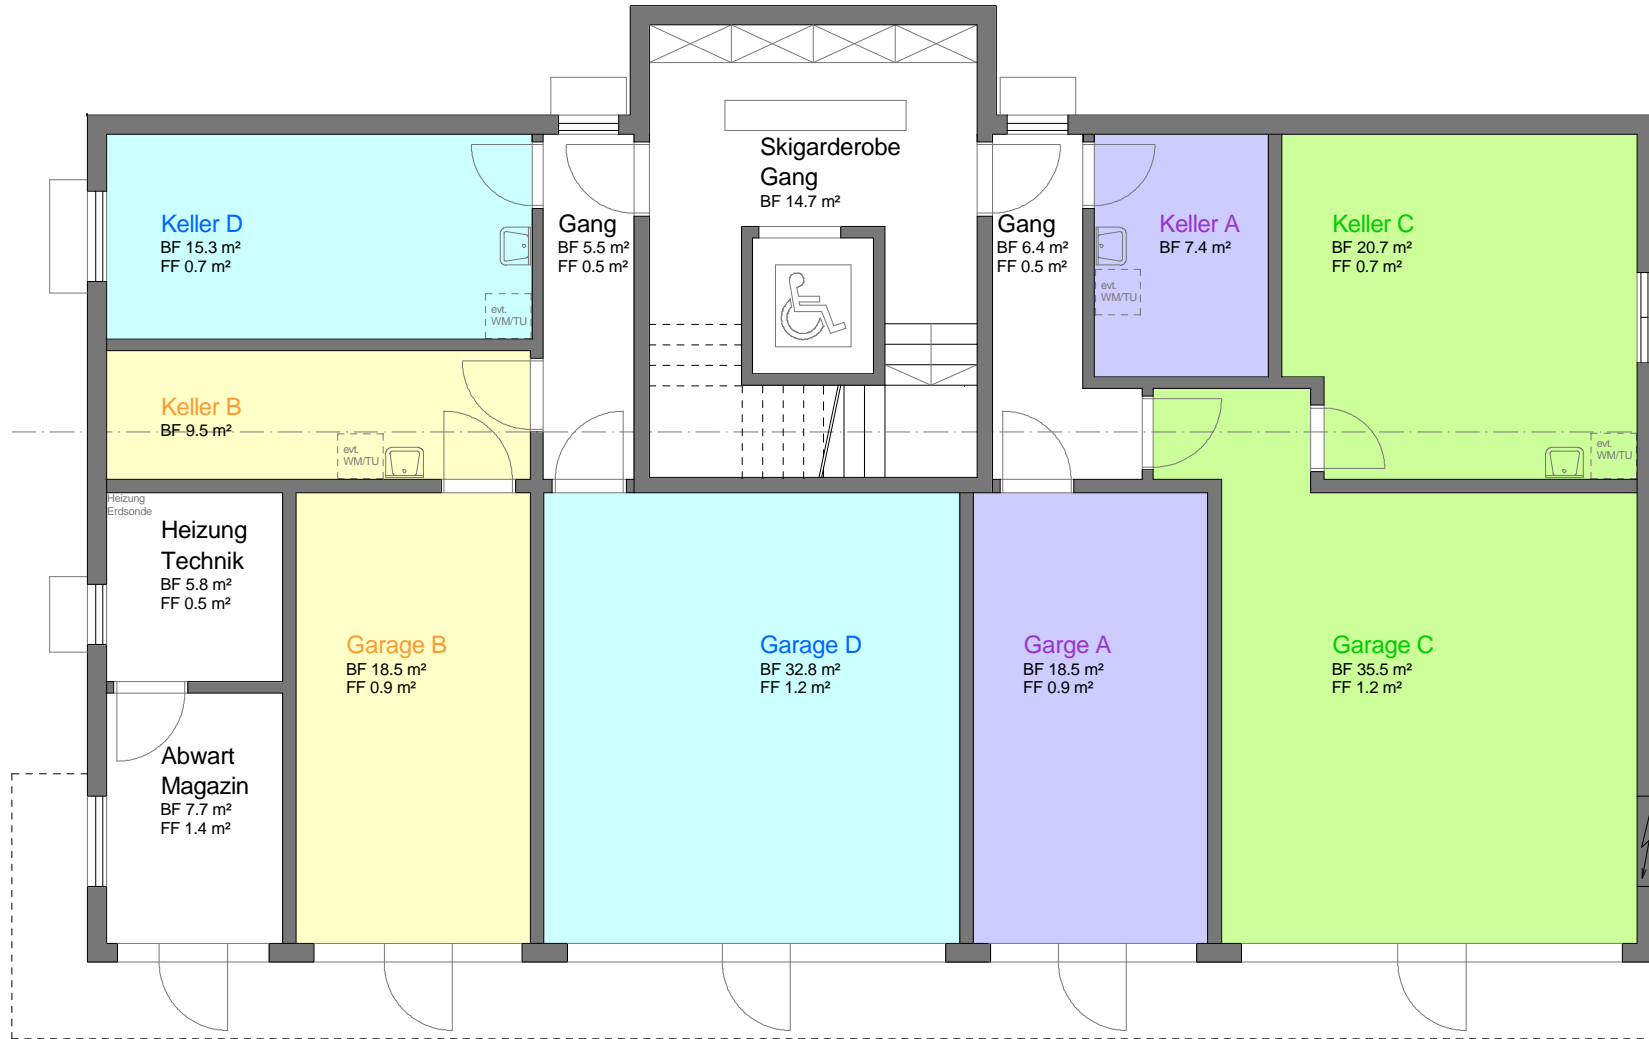 Skigarderobe
Gang
BF 14.7 m²
Keller D
BF 15.3 m²
FF 0.7 m²
evt.
WM/TU
Gang
BF 5.5 m²
FF 0.5 m²
Gang
BF 6.4 m²
FF 0.5 m²
Keller A
BF 7.4 m²
evt.
WM/TU
Keller C
BF 20.7 m²
FF 0.7 m²
evt.
WM/TU
Keller B
BF 9.5 m²
evt.
WM/TU
Heizung
Erdsonde
Heizung
Technik
BF 5.8 m²
FF 0.5 m²
Garage B
BF 18.5 m²
FF 0.9 m²
Garage D
BF 32.8 m²
FF 1.2 m²
Garge A
BF 18.5 m²
FF 0.9 m²
Garage C
BF 35.5 m²
FF 1.2 m²
Abwart
Magazin
BF 7.7 m²
FF 1.4 m²